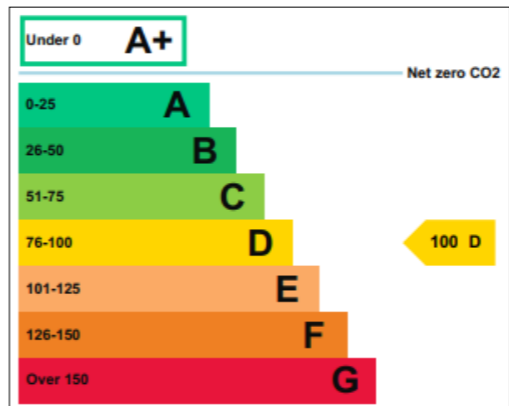 Under 0 A+
Net zero CO2
0-25 A
26-50 B
51-75 C
76-100 D 100 D
101-125 E
126-150 F
Over 150 G